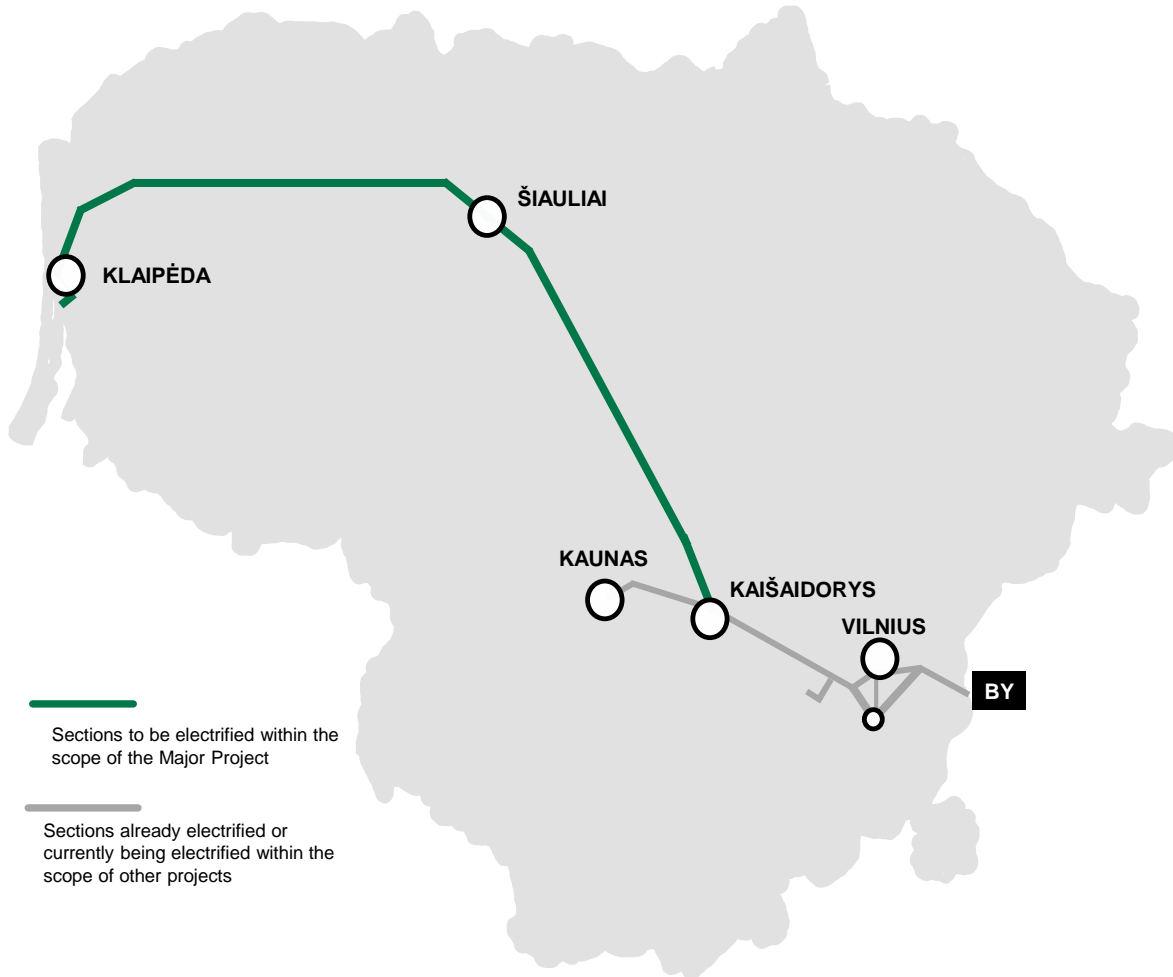 ŠIAULIAI
KLAIPĖDA
KAUNAS
KAIŠAIDORYS
VILNIUS
BY
Sections to be electrified within the
scope of the Major Project
Sections already electrified or
currently being electrified within the
scope of other projects